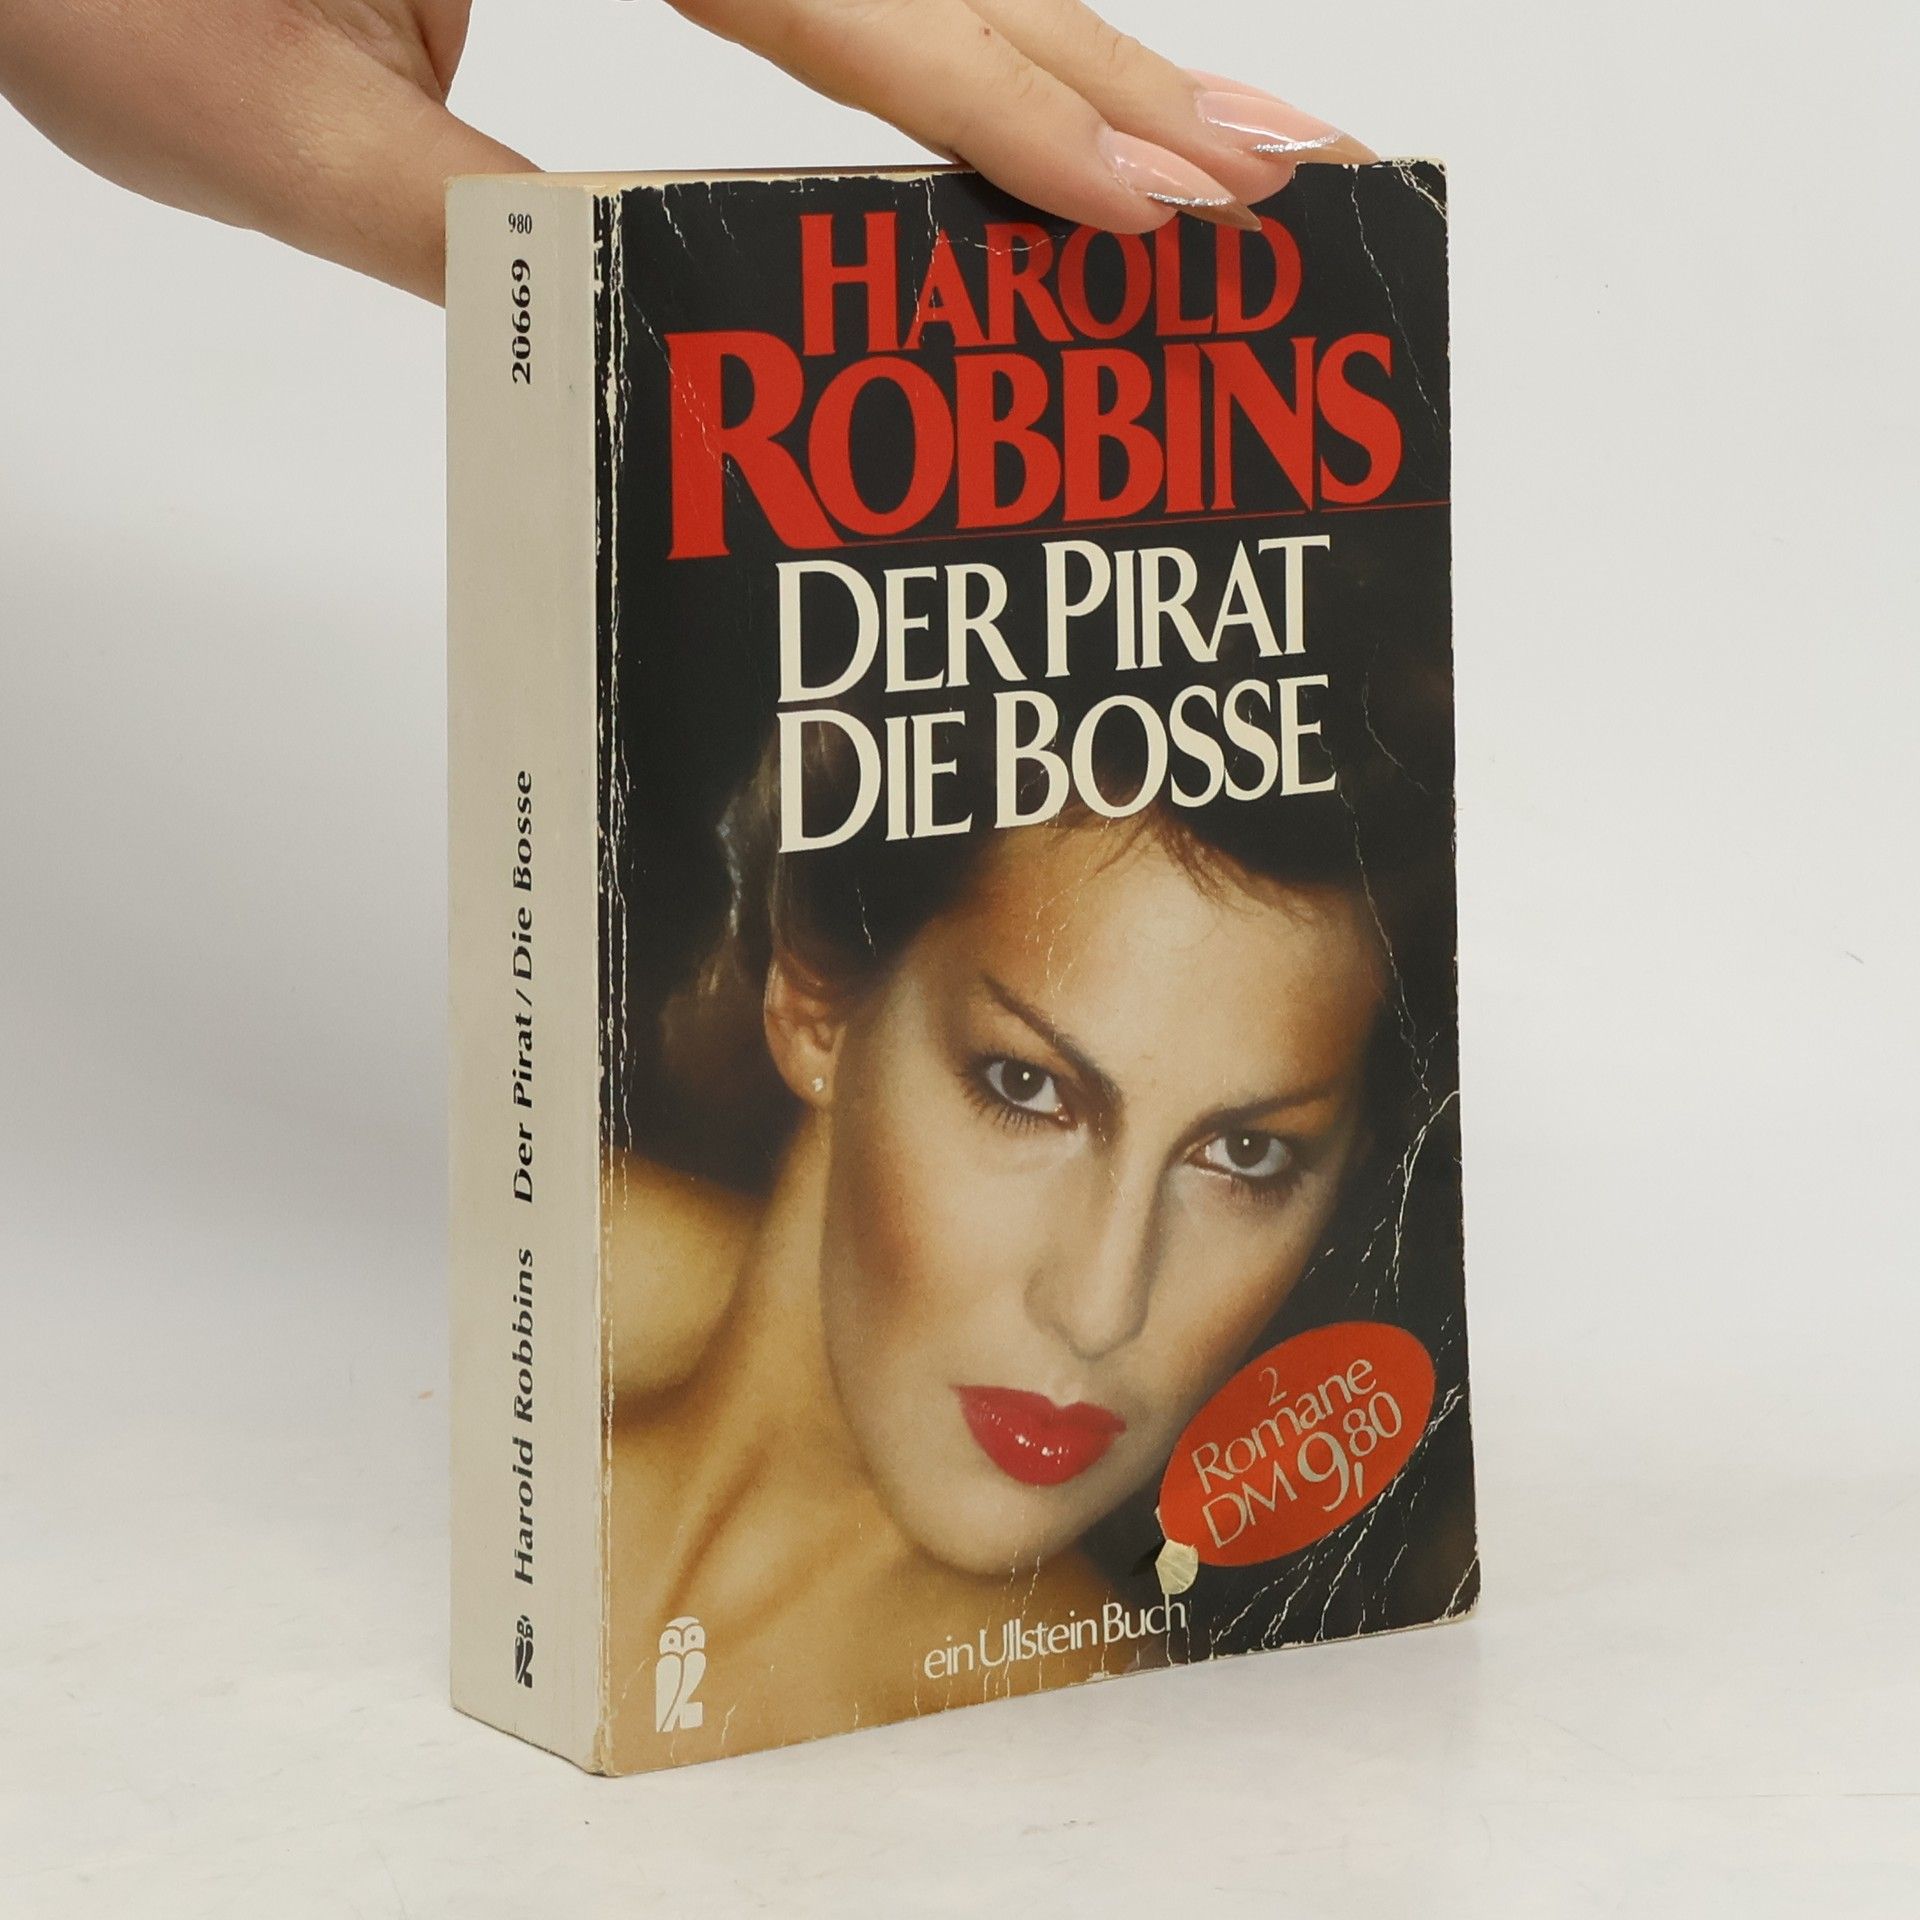 980
20669
Harold Robbins Der Pirat / Die Bosse
HAROLD
ROBBINS
DER PIRAT
DIE BOSSE
2
Romane
DM 9,80
ein Ullstein Buch